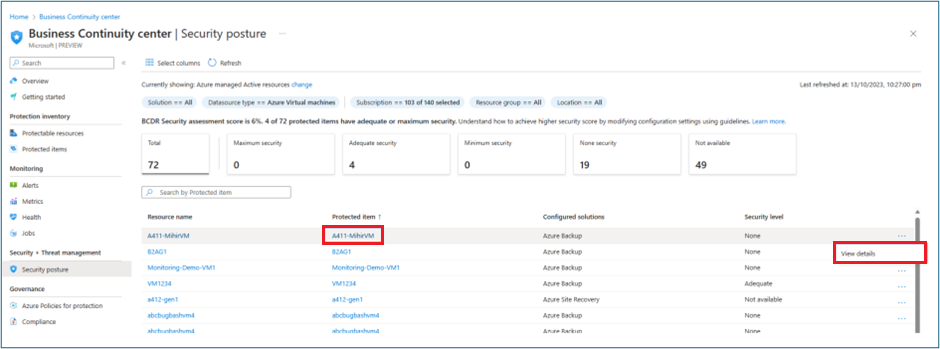 Home > Business Continuity center
Business Continuity center | Security posture ...
Microsoft | PREVIEW
Search
Overview
Getting started
Protection inventory
Protectable resources
Protected items
Monitoring
Alerts
Metrics
Health
Jobs
Security + Threat management
Security posture
Governance
Azure Policies for protection
Compliance
Select columns Refresh
Currently showing: Azure managed Active resources change
Last refreshed at: 13/10/2023, 10:27:00 pm
Solution == All Datasource type == Azure Virtual machines Subscription == 103 of 140 selected Resource group == All Location == All
BCDR Security assessment score is 6%. 4 of 72 protected items have adequate or maximum security. Understand how to achieve higher security score by modifying configuration settings using guidelines. Learn more.
Total Maximum security Adequate security Minimum security None security Not available
72 0 4 0 19 49
Search by Protected item
Resource name Protected item ↑ Configured solutions Security level
A411-MihirVM A411-MihirVM Azure Backup None ...
View details
B2AG1 B2AG1 Azure Backup None
Monitoring-Demo-VM1 Monitoring-Demo-VM1 Azure Backup None ...
VM1234 VM1234 Azure Backup Adequate ...
a412-gen1 a412-gen1 Azure Site Recovery Not available ...
abcbugbashvm4 abcbugbashvm4 Azure Backup None ...
abcbugbashvm4 abcbugbashvm4 Azure Backup None ...